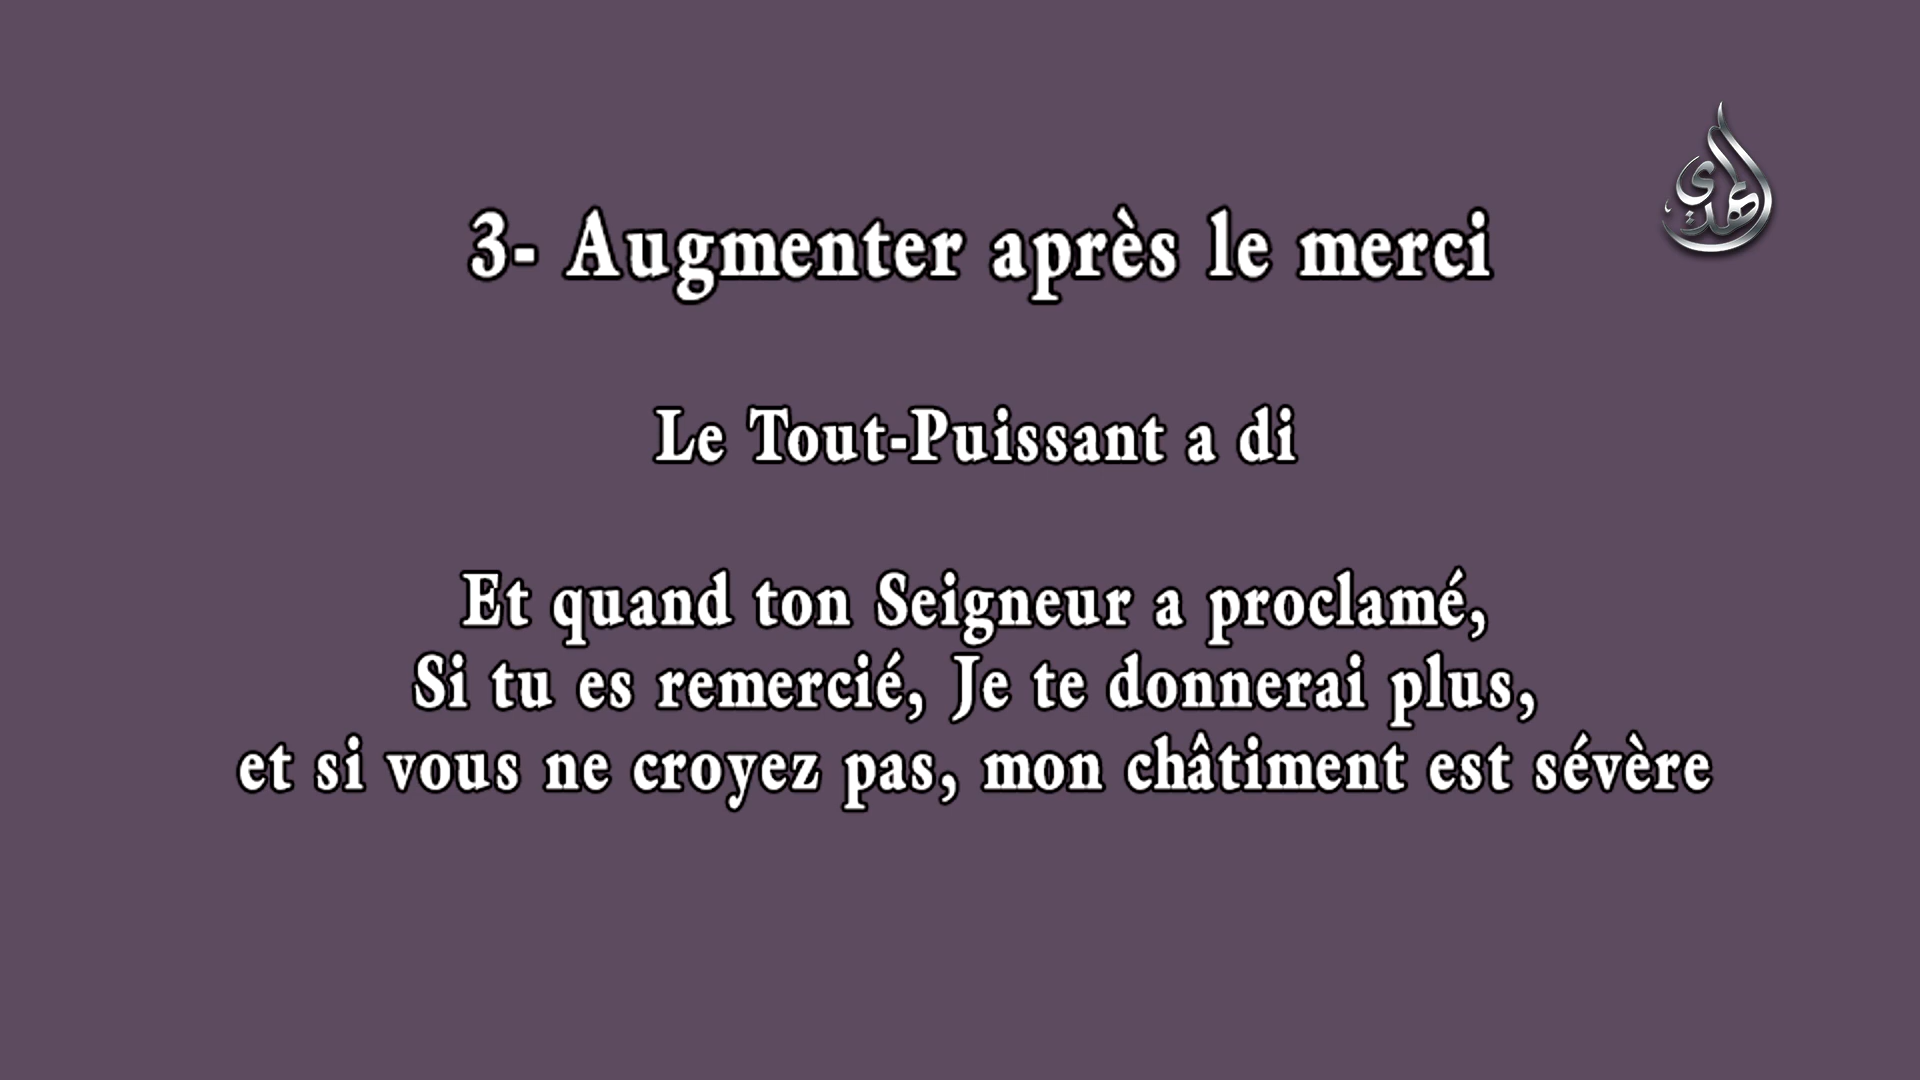 الهدي
3- Augmenter après le merci
Le Tout-Puissant a di
Et quand ton Seigneur a proclamé,
Si tu es remercié, Je te donnerai plus,
et si vous ne croyez pas, mon châtiment est sévère